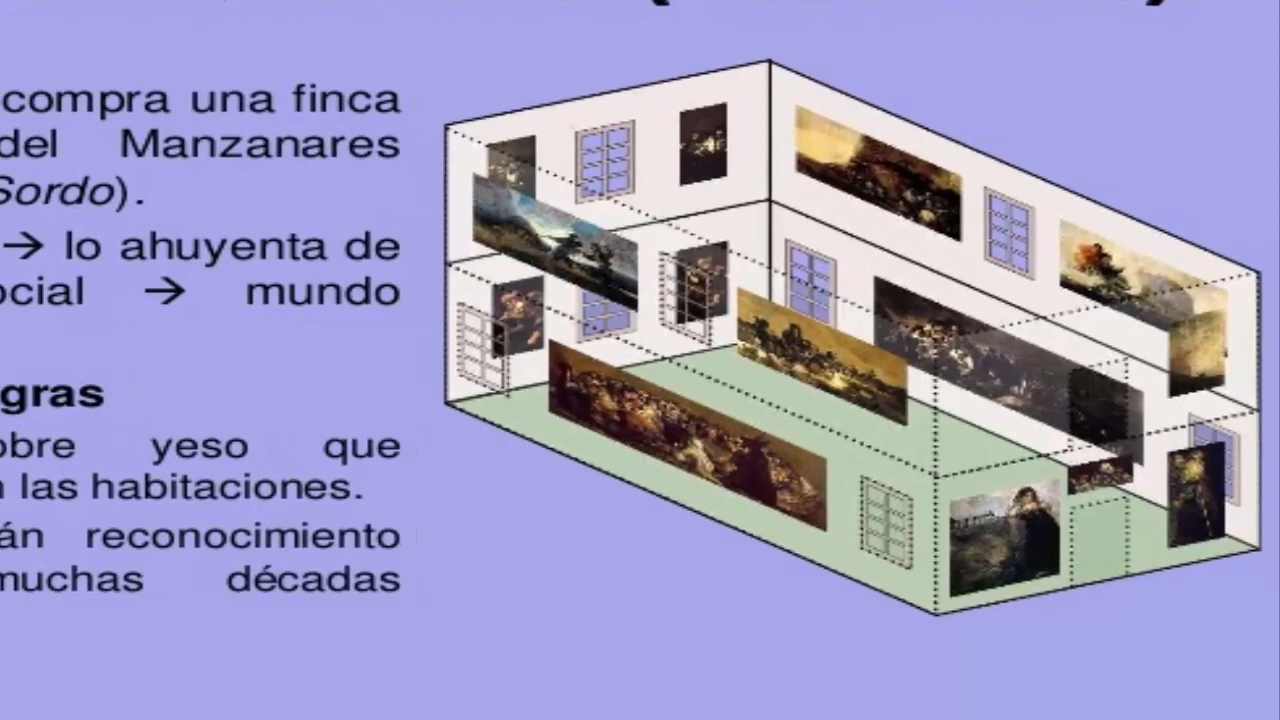 compra una finca
del Manzanares
Sordo).
→ lo ahuyenta de
ocial → mundo
gras
obre yeso que
n las habitaciones.
án reconocimiento
muchas décadas